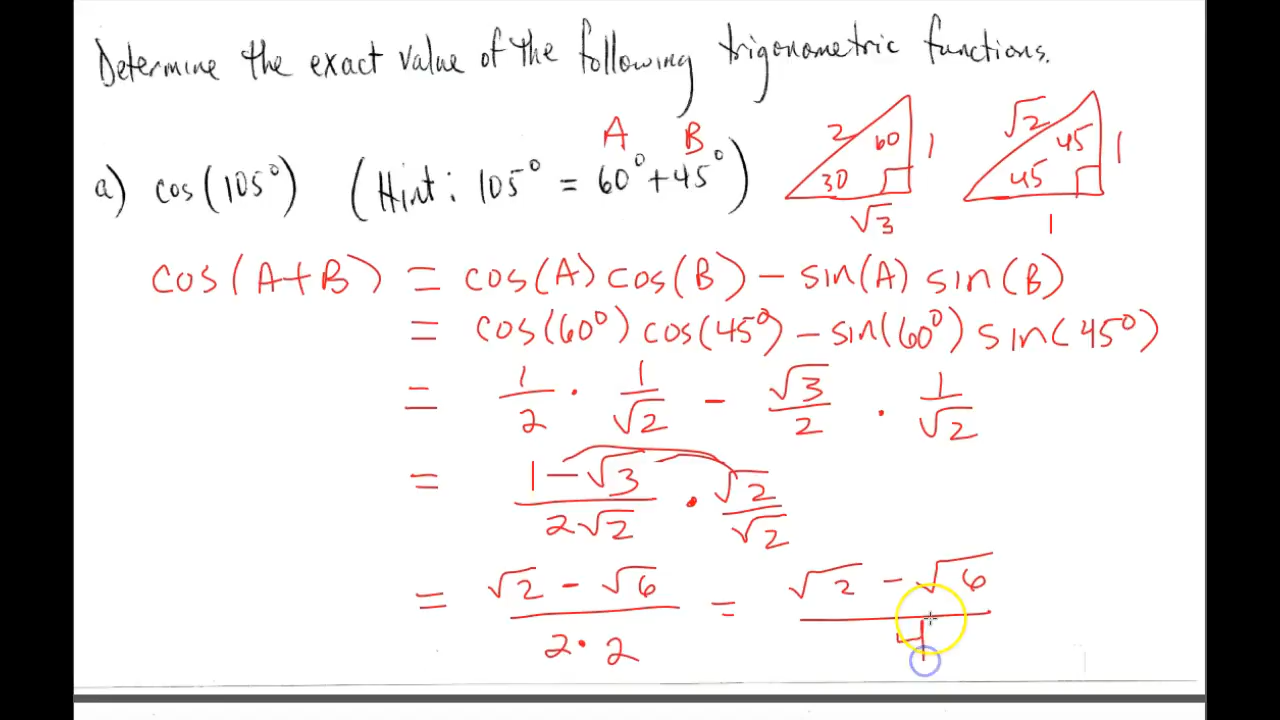 Determine the exact value of the following trigonometric functions.
A B
a) cos(105°) (Hint: 105° = 60° + 45°)
2 60 1 30 √3
√2 45 1 45 1
cos(A+B) = cos(A) cos(B) − sin(A) sin(B)
= cos(60°) cos(45°) − sin(60°) sin(45°)
= 1/2 · 1/√2 − √3/2 · 1/√2
= (1 − √3)/(2√2) · √2/√2
= (√2 − √6)/(2·2) = (√2 − √6)/4